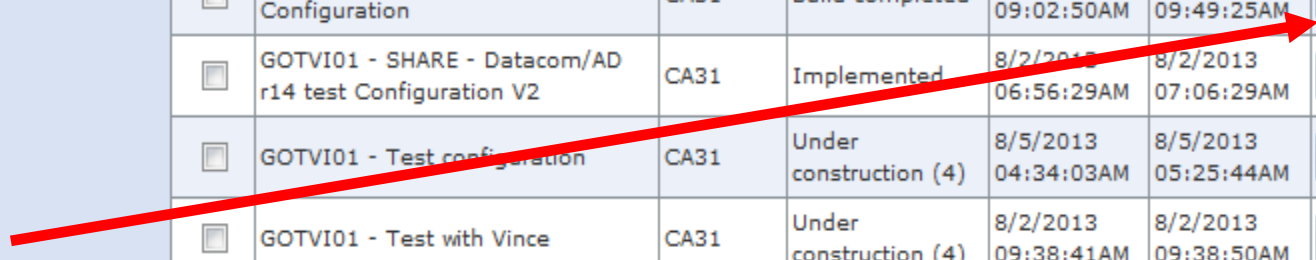 Configuration
09:02:50AM 09:49:25AM
GOTVI01 - SHARE - Datacom/AD
r14 test Configuration V2
CA31
Implemented
8/2/2013
06:56:29AM
8/2/2013
07:06:29AM
GOTVI01 - Test configuration
CA31
Under
construction (4)
8/5/2013
04:34:03AM
8/5/2013
05:25:44AM
GOTVI01 - Test with Vince
CA31
Under
construction (4)
8/2/2013
09:38:41AM
8/2/2013
09:38:50AM